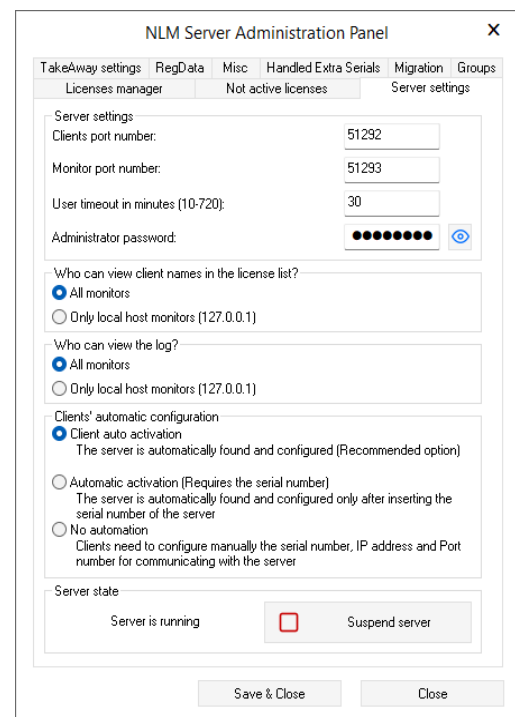 NLM Server Administration Panel
TakeAway settings RegData Misc Handled Extra Serials Migration Groups
Licenses manager Not active licenses Server settings
Server settings
Clients port number: 51292
Monitor port number: 51293
User timeout in minutes (10-720): 30
Administrator password: ●●●●●●●●
Who can view client names in the license list?
All monitors
Only local host monitors (127.0.0.1)
Who can view the log?
All monitors
Only local host monitors (127.0.0.1)
Clients' automatic configuration
Client auto activation
The server is automatically found and configured (Recommended option)
Automatic activation (Requires the serial number)
The server is automatically found and configured only after inserting the
serial number of the server
No automation
Clients need to configure manually the serial number, IP address and Port
number for communicating with the server
Server state
Server is running Suspend server
Save & Close Close